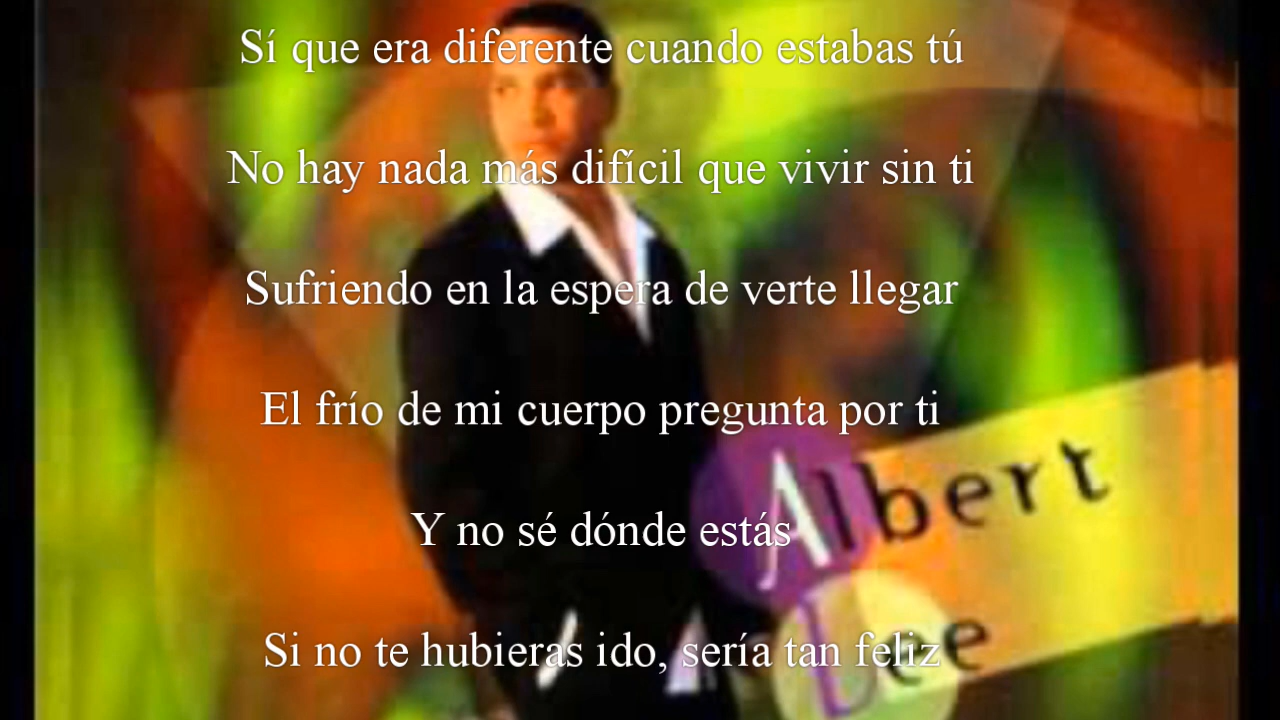 Sí que era diferente cuando estabas tú
No hay nada más difícil que vivir sin ti
Sufriendo en la espera de verte llegar
El frío de mi cuerpo pregunta por ti
Y no sé dónde estás
Si no te hubieras ido, sería tan feliz
Albert
Lee